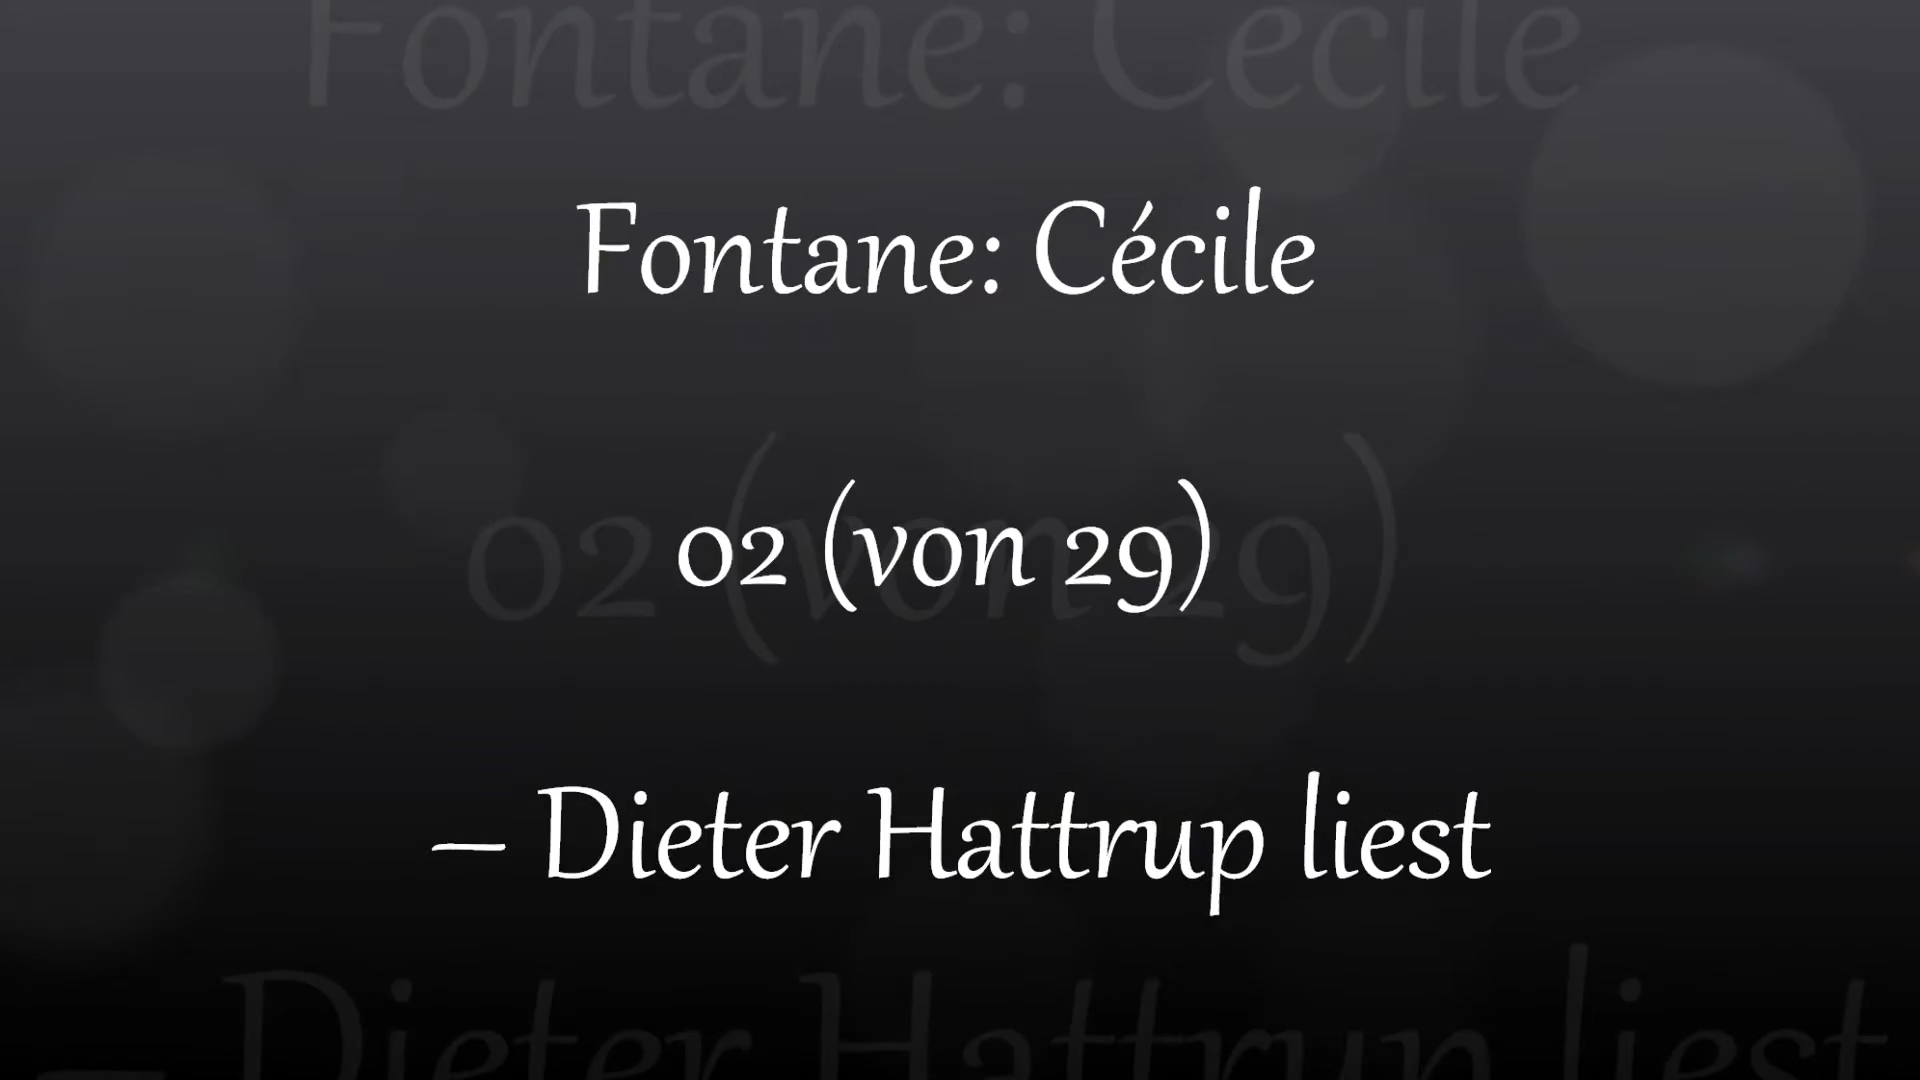 Fontane: Cécile
02 (von 29)
– Dieter Hattrup liest